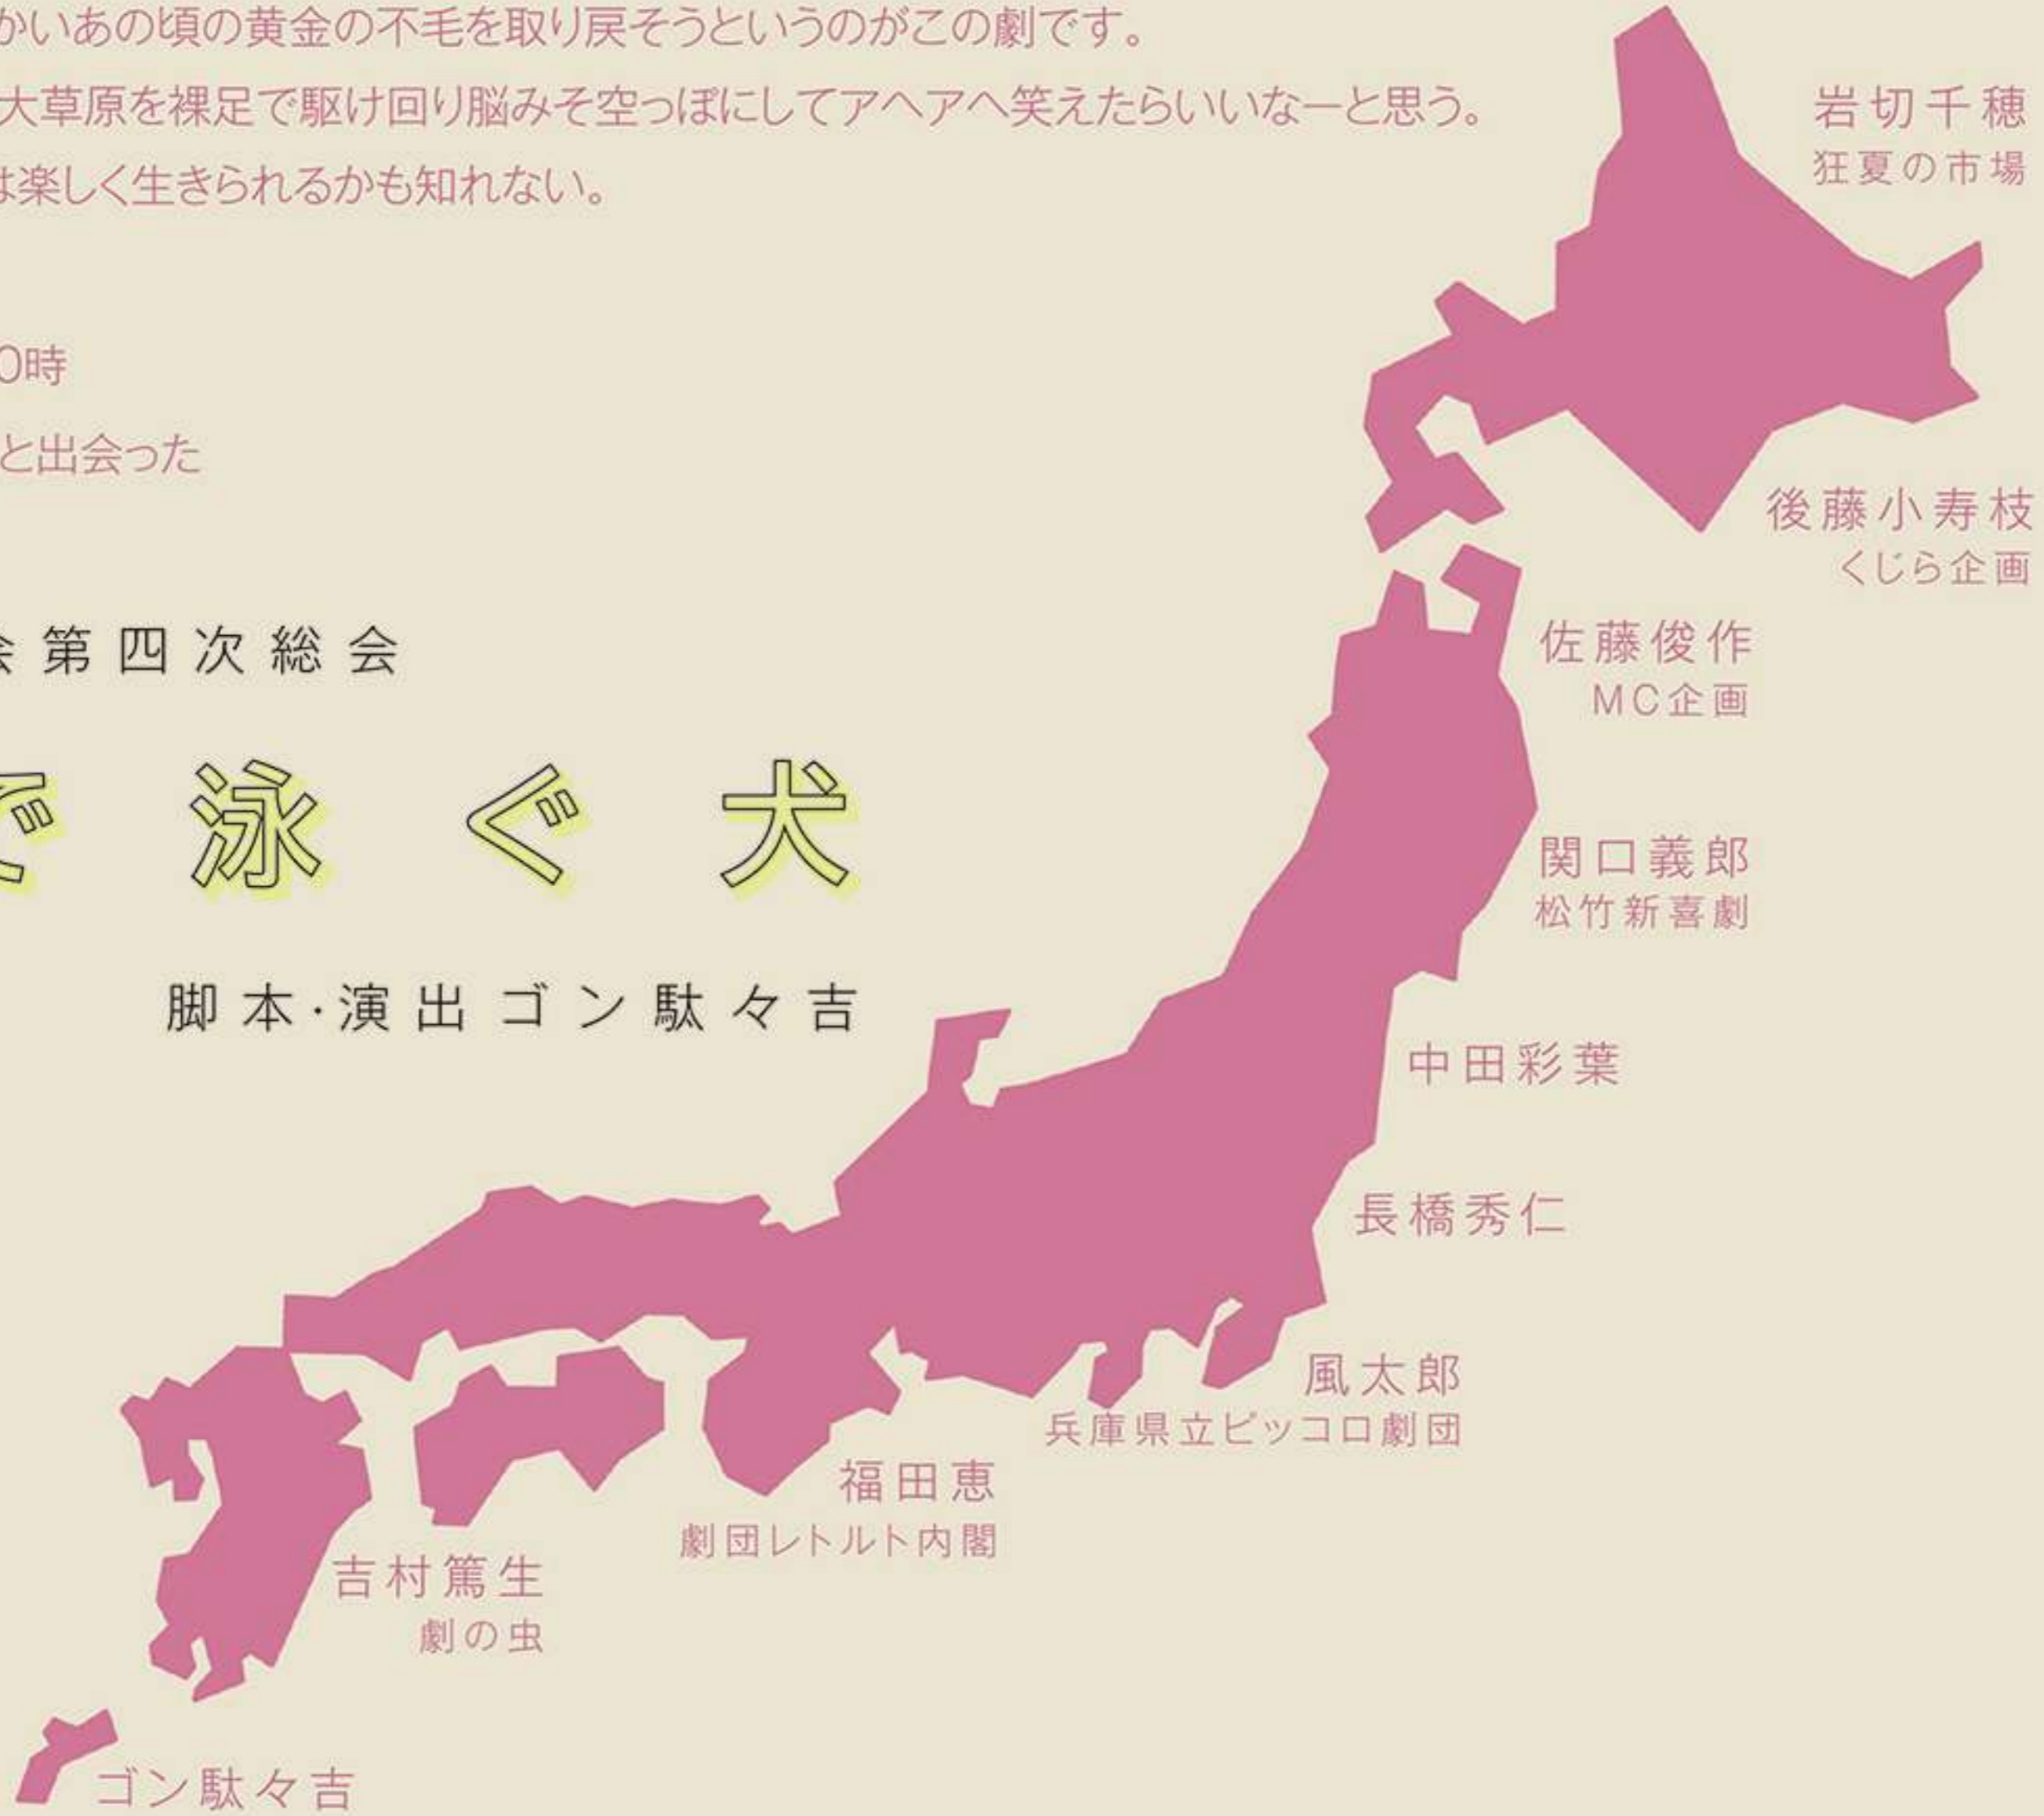 かいあの頃の黄金の不毛を取り戻そうというのがこの劇です。
大草原を裸足で駆け回り脳みそ空っぽにしてアヘアヘ笑えたらいいなーと思う。
は楽しく生きられるかも知れない。
0時
と出会った
会第四次総会
で泳ぐ犬
脚本・演出 ゴン駄々吉
岩切千穂
狂夏の市場
後藤小寿枝
くじら企画
佐藤俊作
MC企画
関口義郎
松竹新喜劇
中田彩葉
長橋秀仁
風太郎
兵庫県立ピッコロ劇団
福田恵
劇団レトルト内閣
吉村篤生
劇の虫
ゴン駄々吉